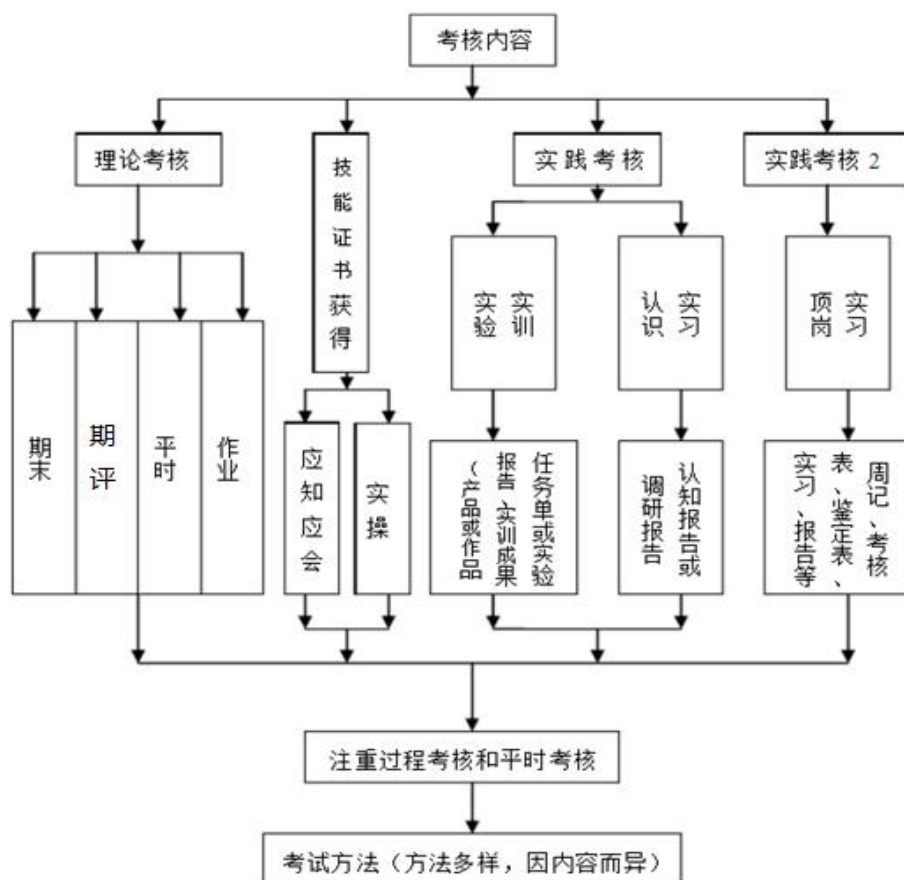 考核内容
理论考核
技能证书获得
实践考核
实践考核 2
实验
实训
认识
实习
顶岗
实习
期末
期评
平时
作业
应知应会
实操
任务单或实验
报告、实训成果
（产品或作品
认知报告或
调研报告
周记、考核
表、鉴定表、
实习、报告等
注重过程考核和平时考核
考试方法（方法多样，因内容而异）